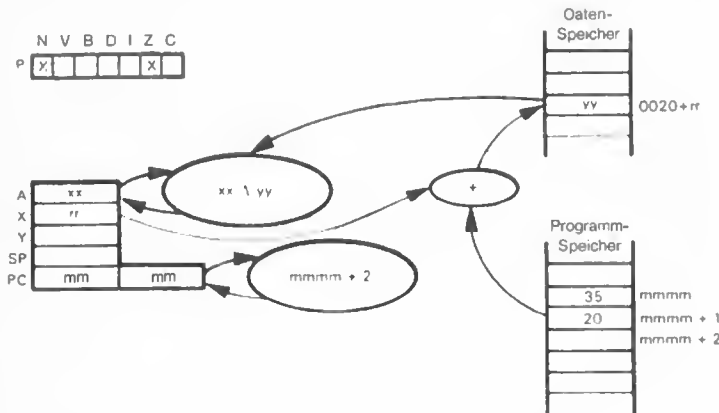 N V B D I Z C
P X X
Daten-
Speicher
yy 0020+rr
A xx
X rr
Y
SP
PC mm mm
xx \ yy
+
mmmm + 2
Programm-
Speicher
35 mmmm
20 mmmm + 1
mmmm + 2